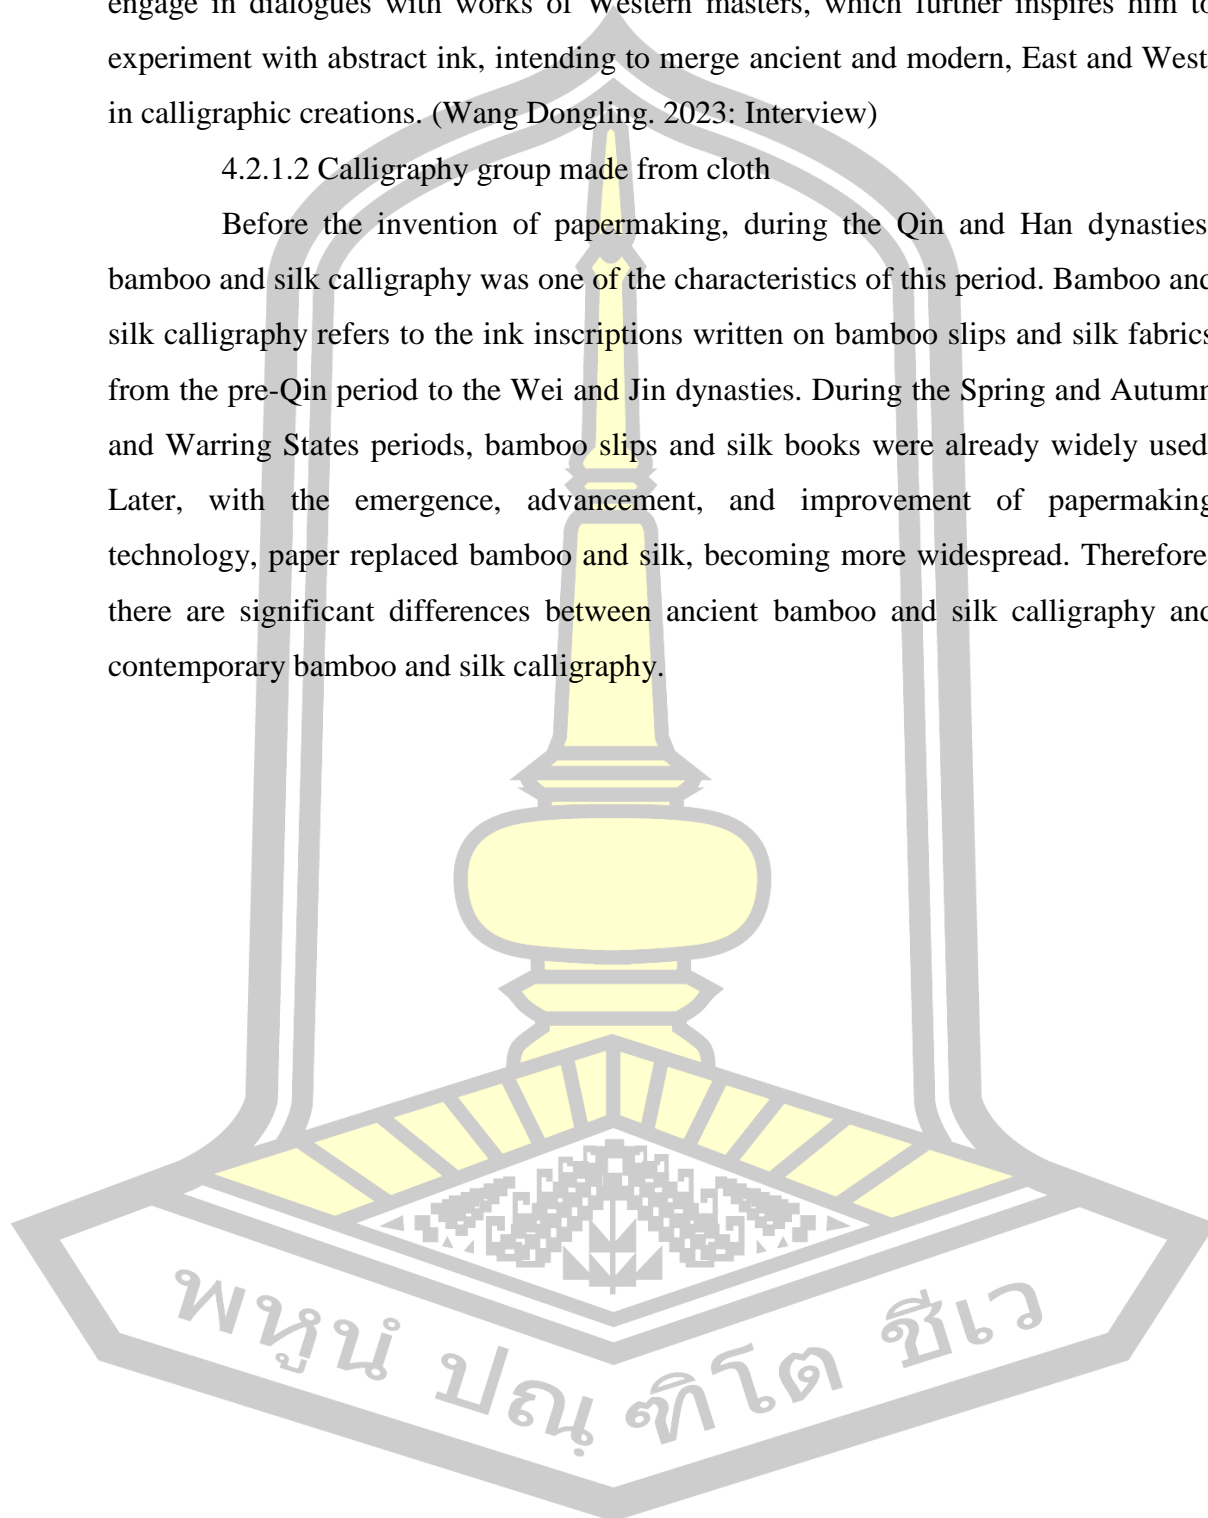 engage in dialogues with works of Western masters, which further inspires him to
experiment with abstract ink, intending to merge ancient and modern, East and West
in calligraphic creations. (Wang Dongling. 2023: Interview)
4.2.1.2 Calligraphy group made from cloth
Before the invention of papermaking, during the Qin and Han dynasties
bamboo and silk calligraphy was one of the characteristics of this period. Bamboo and
silk calligraphy refers to the ink inscriptions written on bamboo slips and silk fabrics
from the pre-Qin period to the Wei and Jin dynasties. During the Spring and Autumn
and Warring States periods, bamboo slips and silk books were already widely used
Later, with the emergence, advancement, and improvement of papermaking
technology, paper replaced bamboo and silk, becoming more widespread. Therefore
there are significant differences between ancient bamboo and silk calligraphy and
contemporary bamboo and silk calligraphy.
พหูนํ ปณฺฑิโต ชีเว